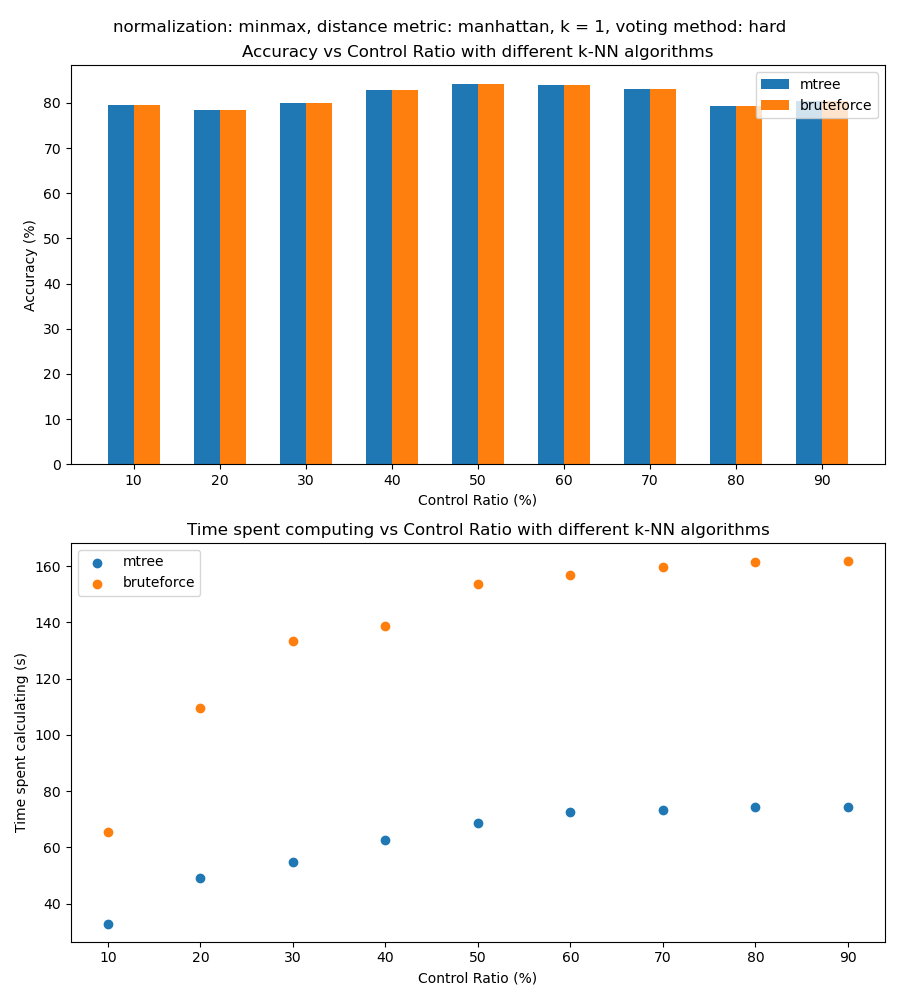 normalization: minmax, distance metric: manhattan, k = 1, voting method: hard
Accuracy vs Control Ratio with different k-NN algorithms
mtree
bruteforce
80
70
60
50
40
30
20
10
0
Accuracy (%)
10 20 30 40 50 60 70 80 90
Control Ratio (%)
Time spent computing vs Control Ratio with different k-NN algorithms
mtree
bruteforce
160
140
120
100
80
60
40
Time spent calculating (s)
10 20 30 40 50 60 70 80 90
Control Ratio (%)